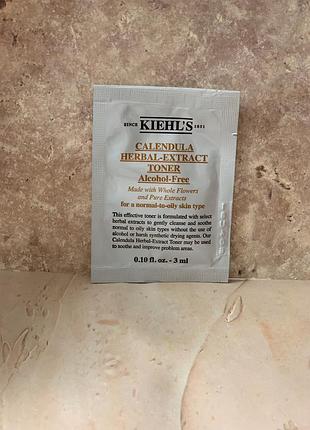 SINCE KIEHL'S 1851
CALENDULA
HERBAL-EXTRACT
TONER
Alcohol-Free
Made with Whole Flowers
and Pure Extracts
for a normal-to-oily skin type
This effective toner is formulated with select
herbal extracts to gently cleanse and soothe
normal to oily skin types without the use of
alcohol or harsh synthetic drying agents. Our
Calendula Herbal-Extract Toner may be used
to soothe and improve problem areas.
0.10 fl. oz. - 3 ml